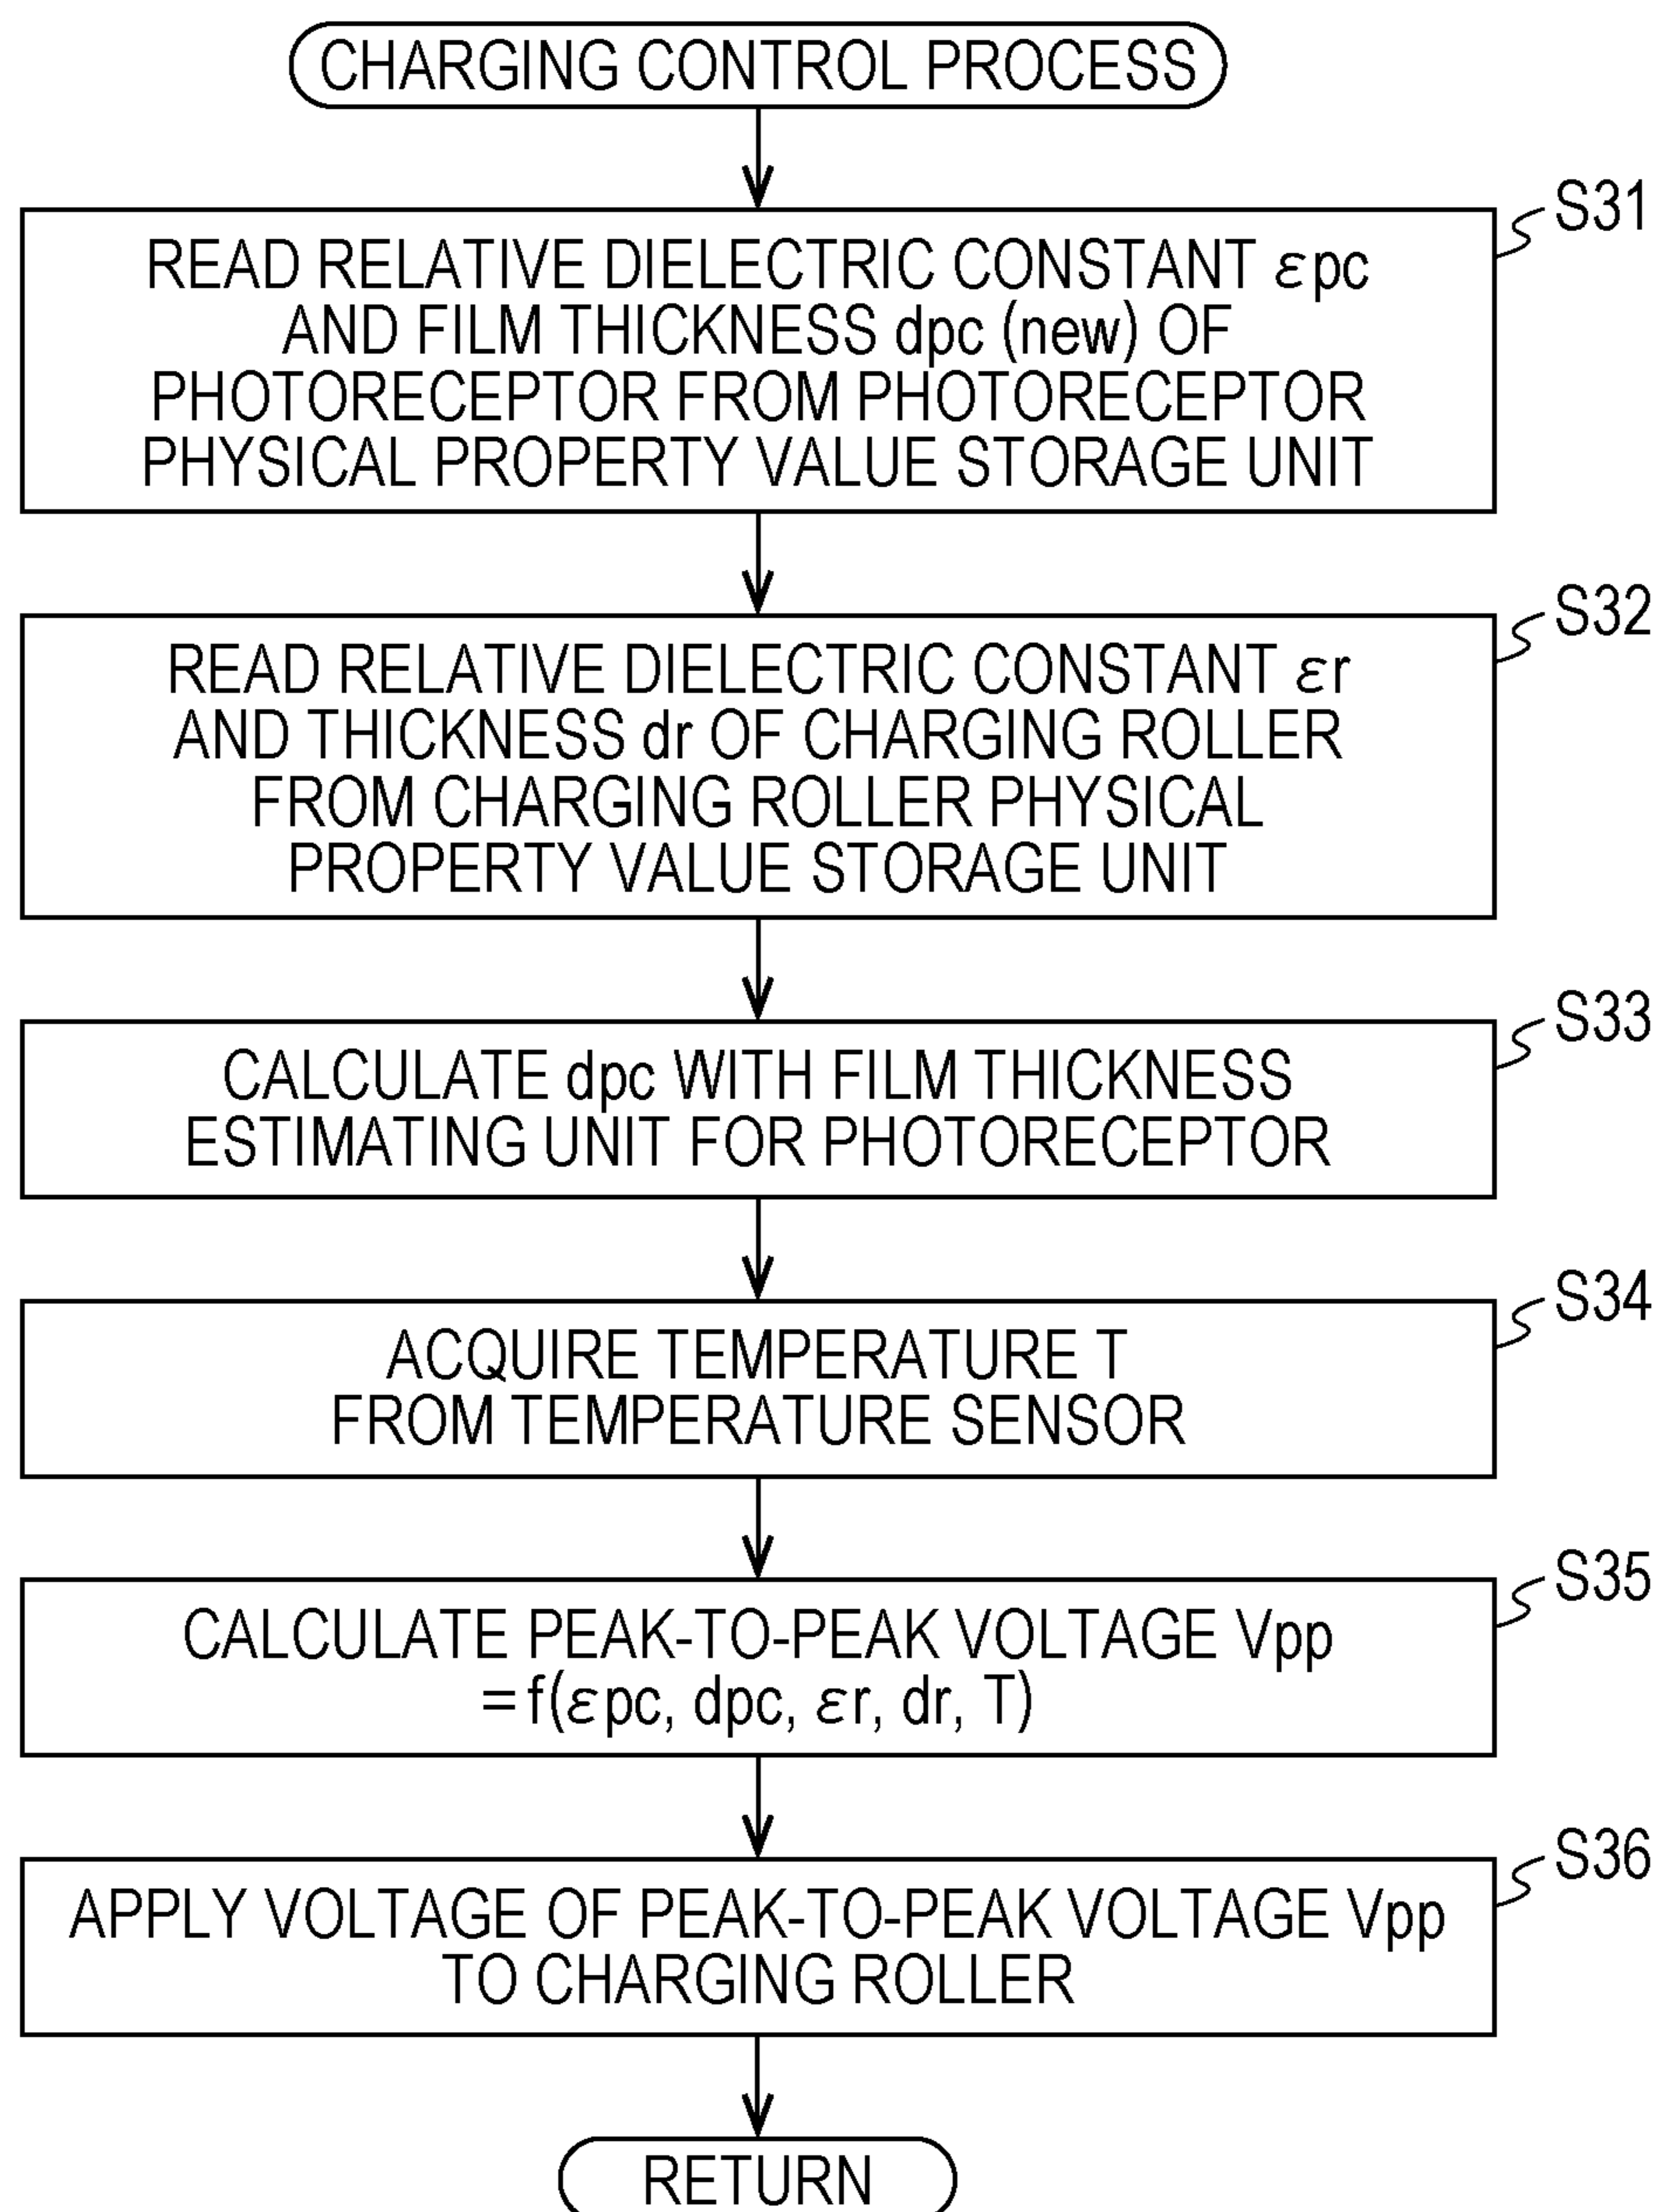 CHARGING CONTROL PROCESS
S31
READ RELATIVE DIELECTRIC CONSTANT εpc
AND FILM THICKNESS dpc (new) OF
PHOTORECEPTOR FROM PHOTORECEPTOR
PHYSICAL PROPERTY VALUE STORAGE UNIT
S32
READ RELATIVE DIELECTRIC CONSTANT εr
AND THICKNESS dr OF CHARGING ROLLER
FROM CHARGING ROLLER PHYSICAL
PROPERTY VALUE STORAGE UNIT
S33
CALCULATE dpc WITH FILM THICKNESS
ESTIMATING UNIT FOR PHOTORECEPTOR
S34
ACQUIRE TEMPERATURE T
FROM TEMPERATURE SENSOR
S35
CALCULATE PEAK-TO-PEAK VOLTAGE Vpp
=f(εpc, dpc, εr, dr, T)
S36
APPLY VOLTAGE OF PEAK-TO-PEAK VOLTAGE Vpp
TO CHARGING ROLLER
RETURN